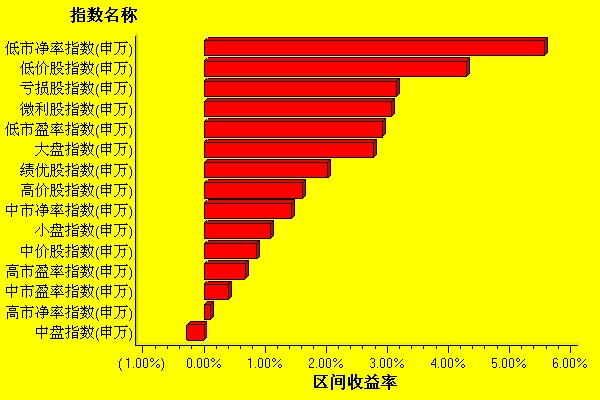 指数名称
低市净率指数(申万)
低价股指数(申万)
亏损股指数(申万)
微利股指数(申万)
低市盈率指数(申万)
大盘指数(申万)
绩优股指数(申万)
高价股指数(申万)
中市净率指数(申万)
小盘指数(申万)
中价股指数(申万)
高市盈率指数(申万)
中市盈率指数(申万)
高市净率指数(申万)
中盘指数(申万)
(1.00%) 0.00% 1.00% 2.00% 3.00% 4.00% 5.00% 6.00%
区间收益率